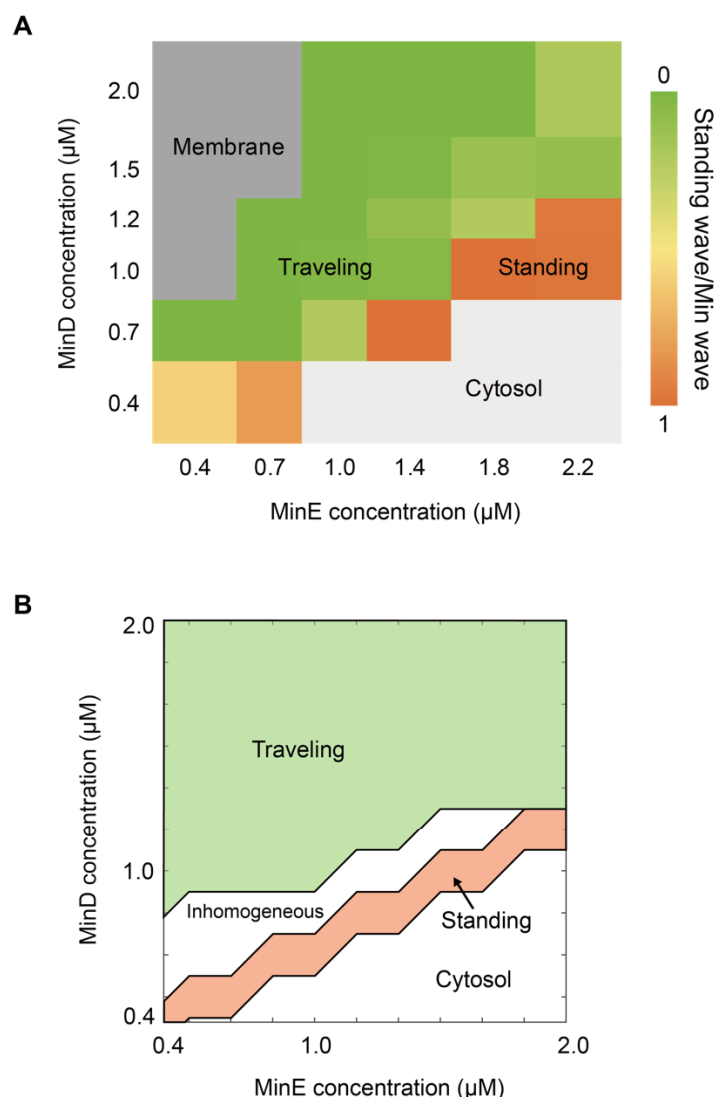 A
MinD concentration (μM)
2.0
1.5
1.2
1.0
0.7
0.4
Membrane
Traveling
Standing
Cytosol
0.4 0.7 1.0 1.4 1.8 2.2
MinE concentration (μM)
0
1
Standing wave/Min wave
B
MinD concentration (μM)
2.0
1.0
0.4
Traveling
Inhomogeneous
Standing
Cytosol
0.4 1.0 2.0
MinE concentration (μM)